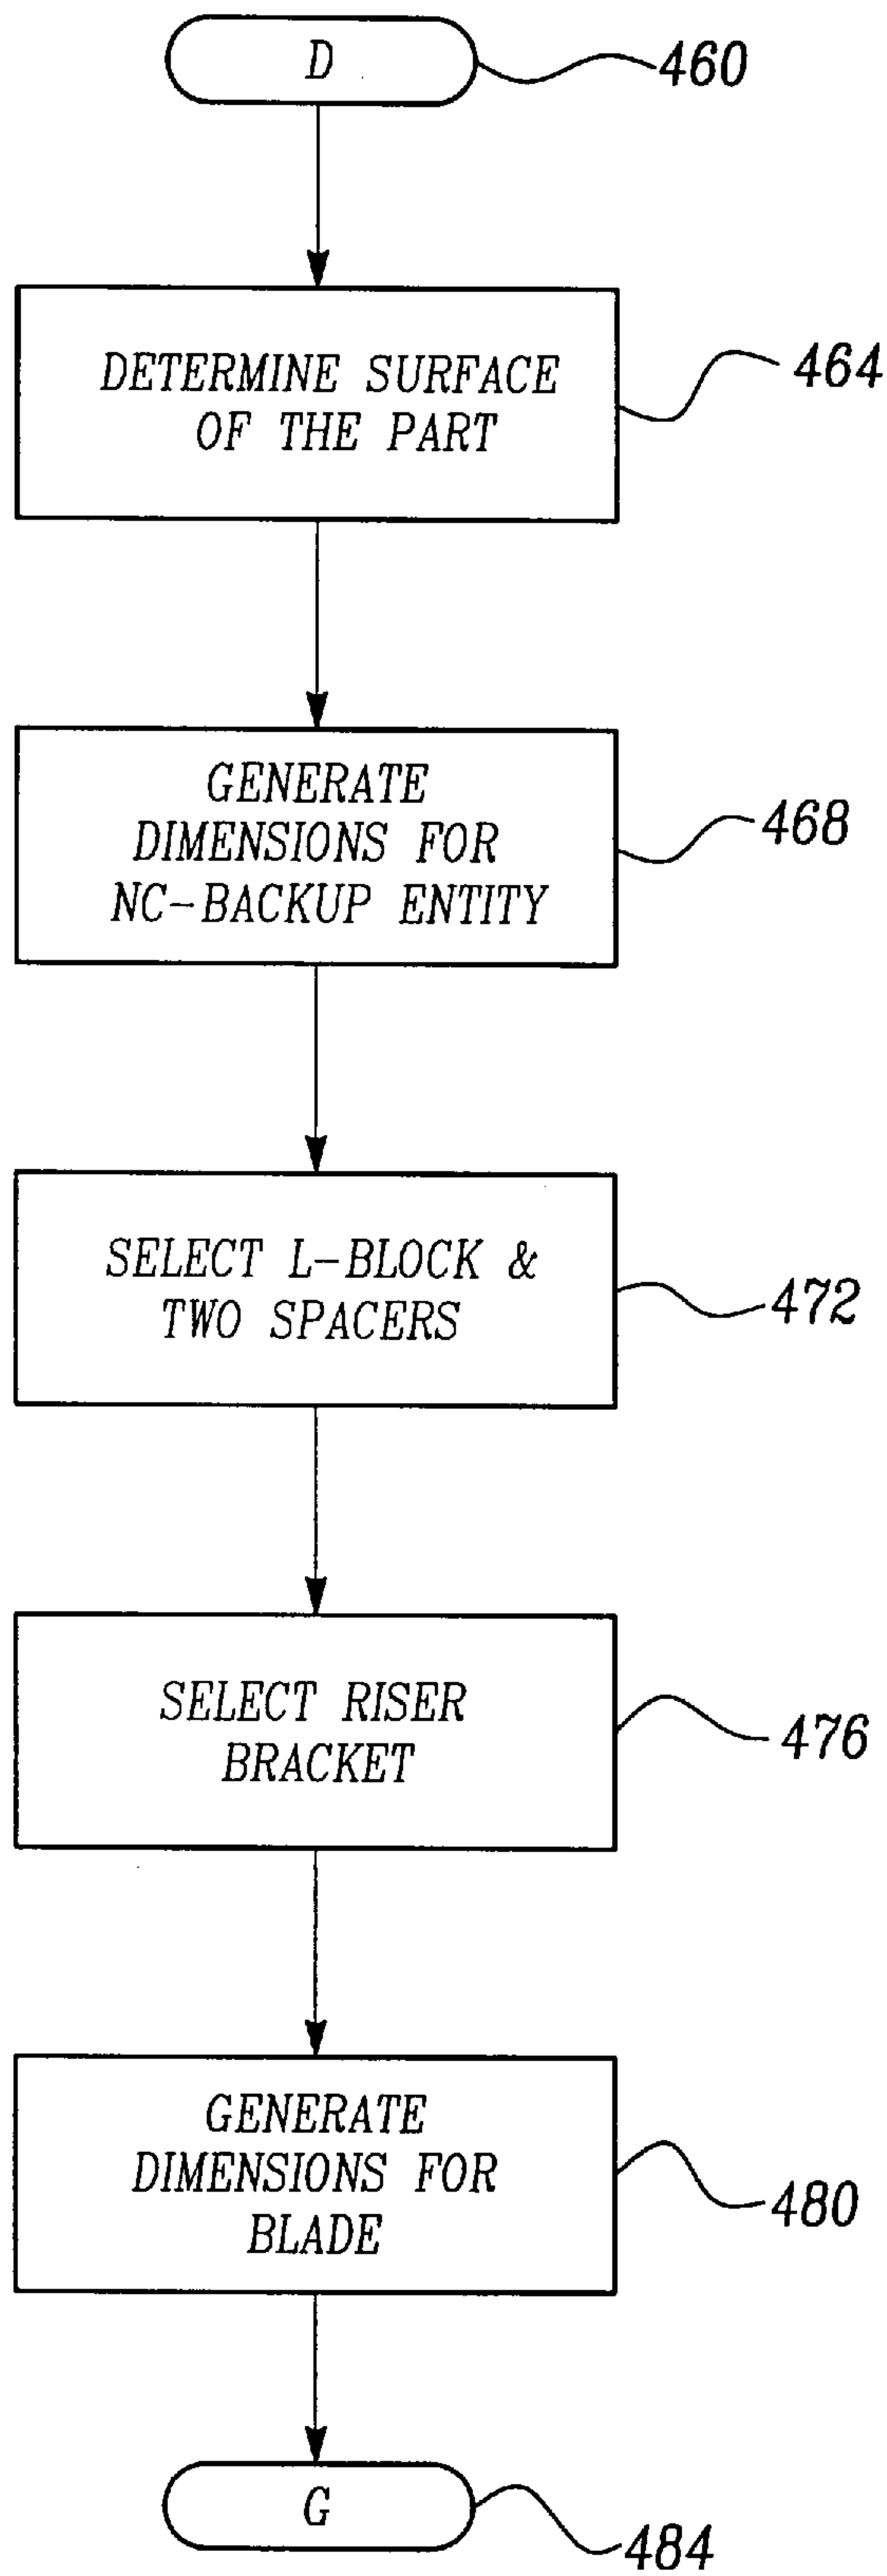 D
460
DETERMINE SURFACE
OF THE PART
464
GENERATE
DIMENSIONS FOR
NC-BACKUP ENTITY
468
SELECT L-BLOCK &
TWO SPACERS
472
SELECT RISER
BRACKET
476
GENERATE
DIMENSIONS FOR
BLADE
480
G
484